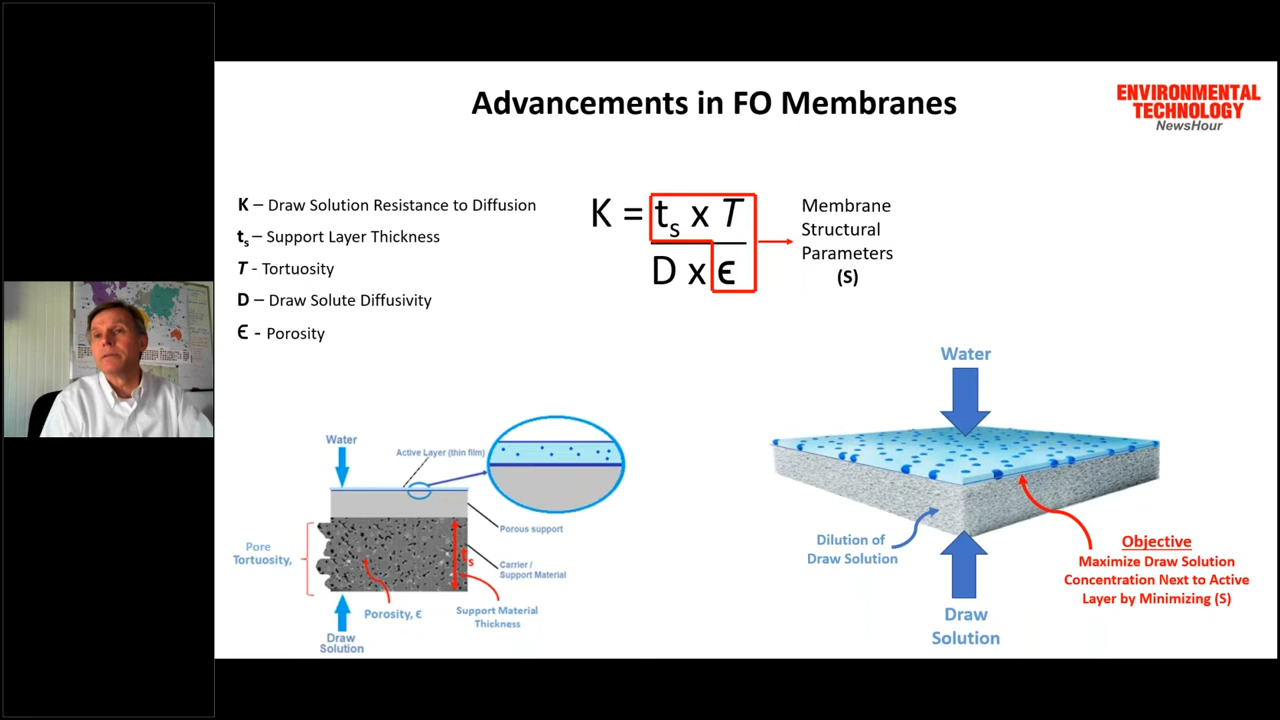 Advancements in FO Membranes
ENVIRONMENTAL
TECHNOLOGY
NewsHour
K – Draw Solution Resistance to Diffusion
tₛ – Support Layer Thickness
T - Tortuosity
D – Draw Solute Diffusivity
Є - Porosity
K = tₛ x T
D x ϵ
Membrane
Structural
Parameters
(S)
Water
Active Layer (thin film)
Porous support
Pore
Tortuosity,
tₛ
Carrier /
Support Material
Porosity, Є
Support Material
Thickness
Draw
Solution
Water
Dilution of
Draw Solution
Draw
Solution
Objective
Maximize Draw Solution
Concentration Next to Active
Layer by Minimizing (S)